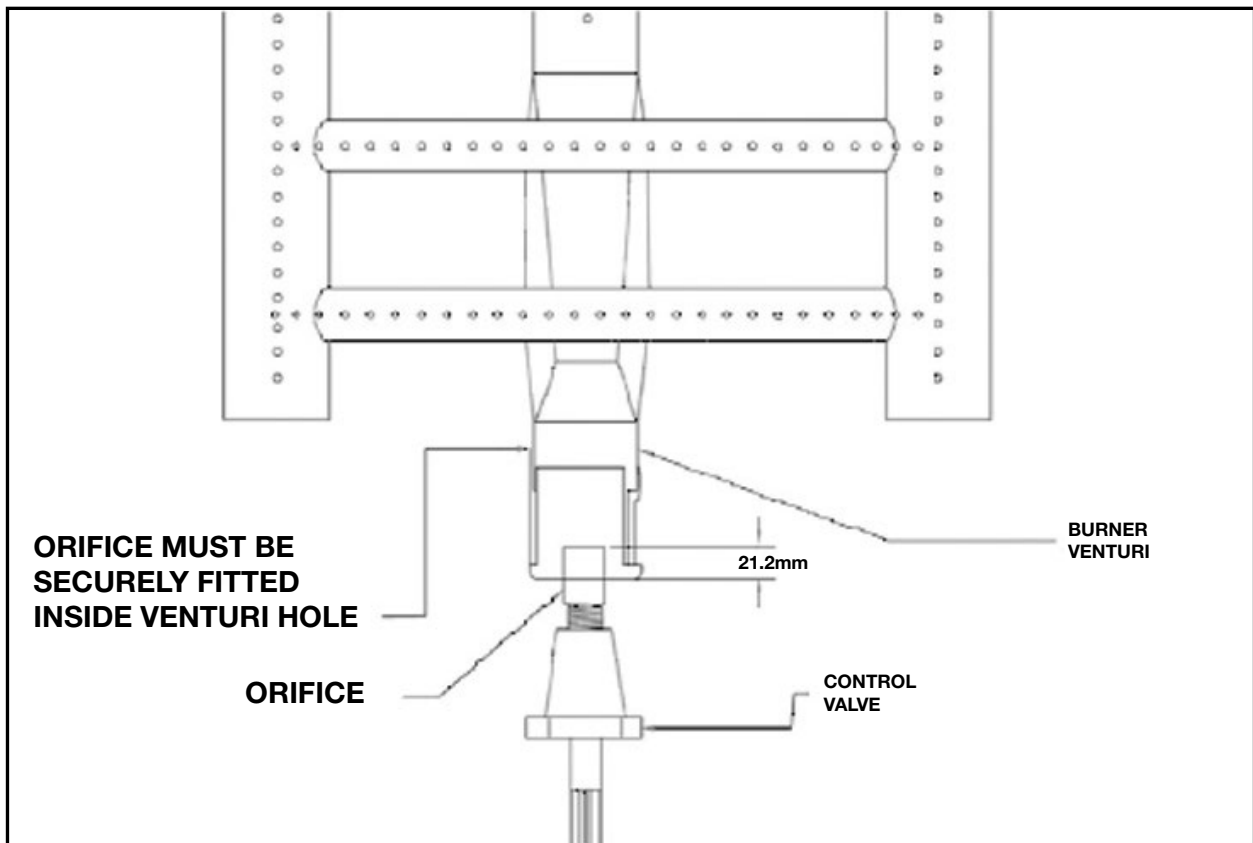 ORIFICE MUST BE
SECURELY FITTED
INSIDE VENTURI HOLE
21.2mm
BURNER
VENTURI
ORIFICE
CONTROL
VALVE